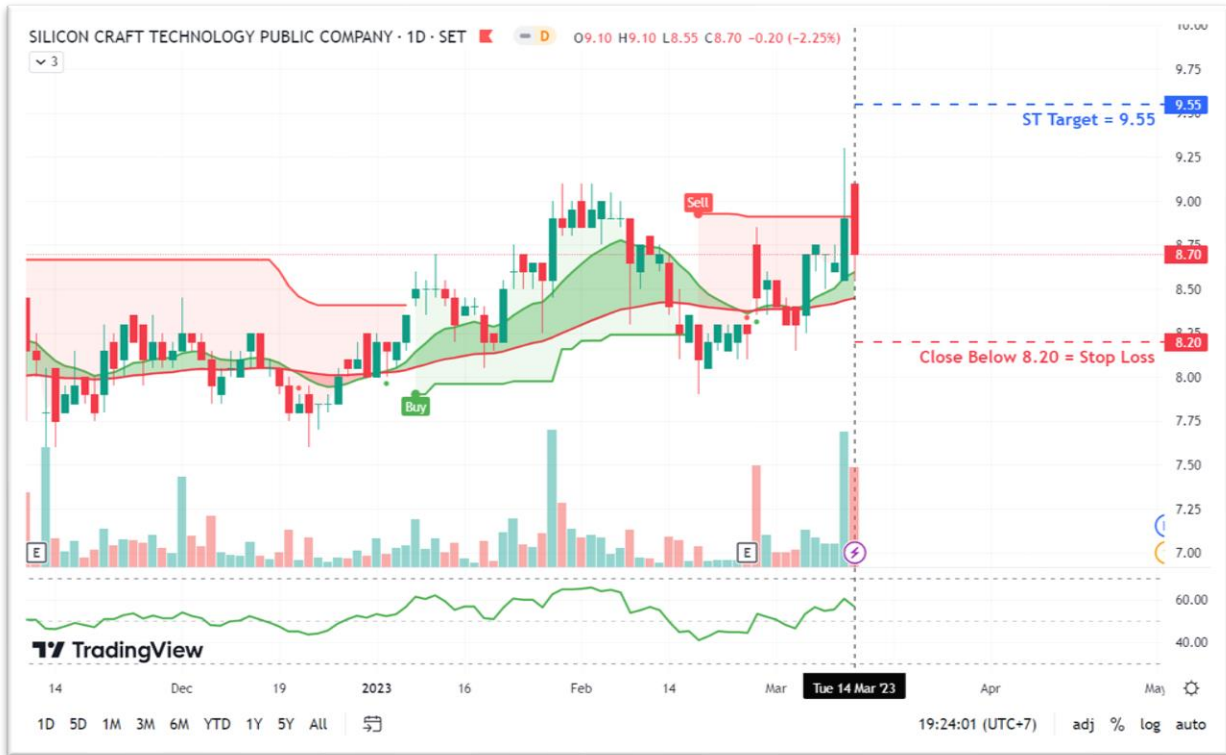 SILICON CRAFT TECHNOLOGY PUBLIC COMPANY · 1D · SET D O9.10 H9.10 L8.55 C8.70 −0.20 (−2.25%)
3
10.00
9.75
9.55
ST Target = 9.55
9.25
Sell
9.00
8.75
8.70
8.50
8.25
8.20
Close Below 8.20 = Stop Loss
8.00
Buy
7.75
7.50
7.25
E
E
7.00
60.00
40.00
TradingView
14 Dec 19 2023 16 Feb 14 Mar Tue 14 Mar '23 Apr May
1D 5D 1M 3M 6M YTD 1Y 5Y All 19:24:01 (UTC+7) adj % log auto